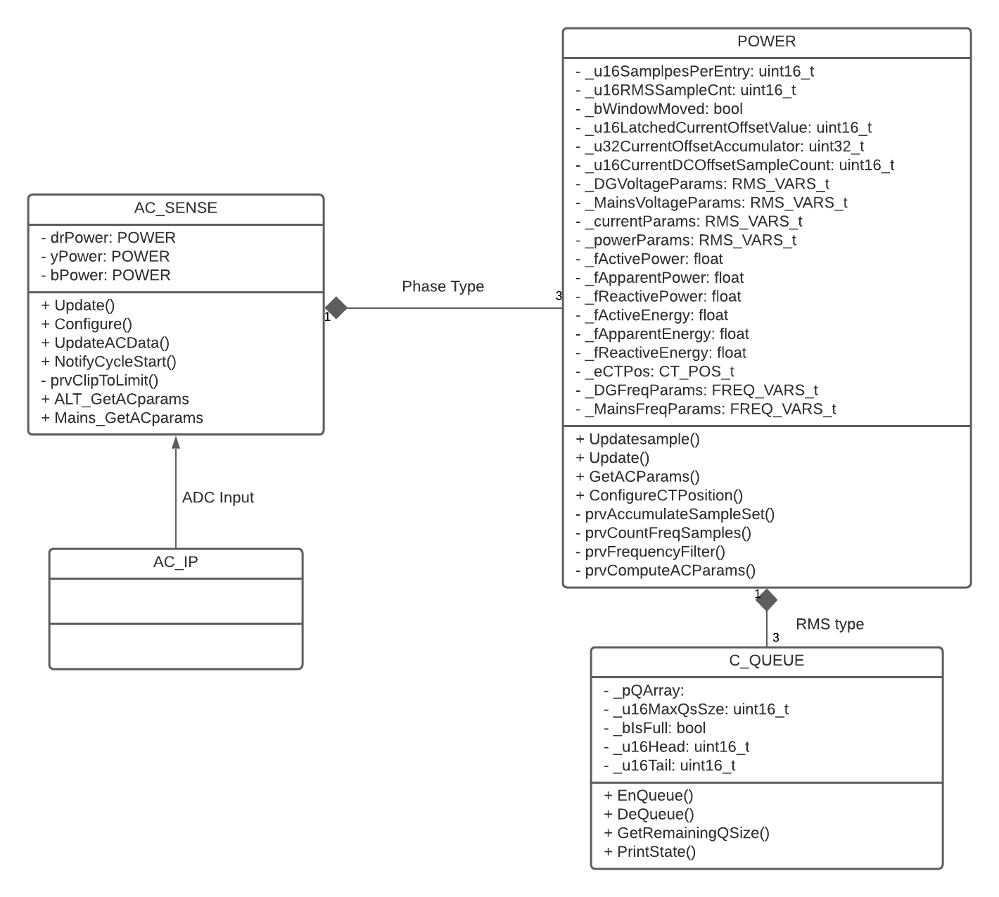 POWER
- _u16SamplpesPerEntry: uint16_t
- _u16RMSSampleCnt: uint16_t
- _bWindowMoved: bool
- _u16LatchedCurrentOffsetValue: uint16_t
- _u32CurrentOffsetAccumulator: uint32_t
- _u16CurrentDCOffsetSampleCount: uint16_t
- _DGVoltageParams: RMS_VARS_t
- _MainsVoltageParams: RMS_VARS_t
- _currentParams: RMS_VARS_t
- _powerParams: RMS_VARS_t
- _fActivePower: float
- _fApparentPower: float
- _fReactivePower: float
- _fActiveEnergy: float
- _fApparentEnergy: float
- _fReactiveEnergy: float
- _eCTPos: CT_POS_t
- _DGFreqParams: FREQ_VARS_t
- _MainsFreqParams: FREQ_VARS_t
+ Updatesample()
+ Update()
+ GetACParams()
+ ConfigureCTPosition()
- prvAccumulateSampleSet()
- prvCountFreqSamples()
- prvFrequencyFilter()
- prvComputeACParams()
AC_SENSE
- drPower: POWER
- yPower: POWER
- bPower: POWER
+ Update()
+ Configure()
+ UpdateACData()
+ NotifyCycleStart()
- prvClipToLimit()
+ ALT_GetACparams
+ Mains_GetACparams
Phase Type
1
3
ADC Input
AC_IP
1
RMS type
3
C_QUEUE
- _pQArray:
- _u16MaxQsSze: uint16_t
- _bIsFull: bool
- _u16Head: uint16_t
- _u16Tail: uint16_t
+ EnQueue()
+ DeQueue()
+ GetRemainingQSize()
+ PrintState()